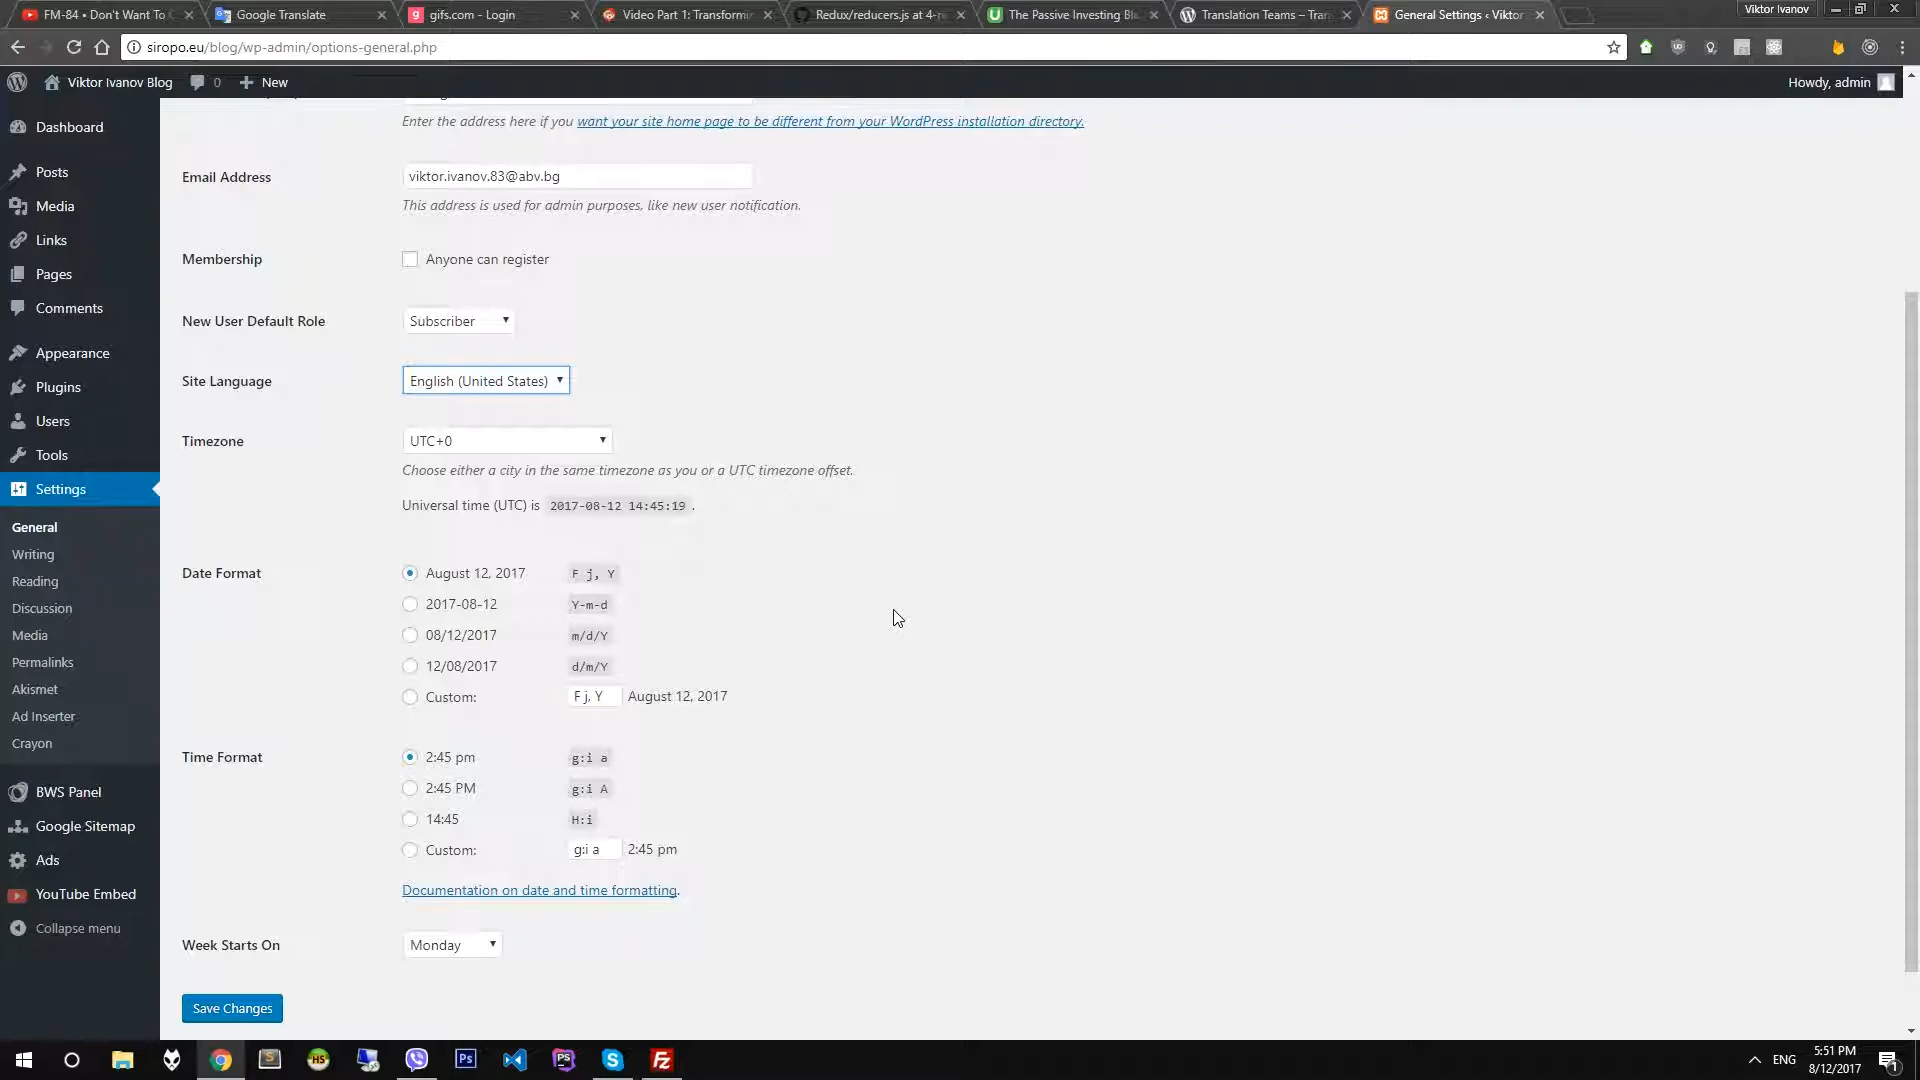 FM-84 • Don't Want To C
Google Translate
gifs.com - Login
Video Part 1: Transformi
Redux/reducers.js at 4-re
The Passive Investing Bl
Translation Teams – Tran
General Settings ‹ Viktor
Viktor Ivanov
siropo.eu/blog/wp-admin/options-general.php
Viktor Ivanov Blog
0
New
Howdy, admin
Dashboard
Posts
Media
Links
Pages
Comments
Appearance
Plugins
Users
Tools
Settings
General
Writing
Reading
Discussion
Media
Permalinks
Akismet
Ad Inserter
Crayon
BWS Panel
Google Sitemap
Ads
YouTube Embed
Collapse menu
Enter the address here if you want your site home page to be different from your WordPress installation directory.
Email Address
viktor.ivanov.83@abv.bg
This address is used for admin purposes, like new user notification.
Membership
Anyone can register
New User Default Role
Subscriber
Site Language
English (United States)
Timezone
UTC+0
Choose either a city in the same timezone as you or a UTC timezone offset.
Universal time (UTC) is 2017-08-12 14:45:19 .
Date Format
August 12, 2017 F j, Y
2017-08-12 Y-m-d
08/12/2017 m/d/Y
12/08/2017 d/m/Y
Custom: F j, Y August 12, 2017
Time Format
2:45 pm g:i a
2:45 PM g:i A
14:45 H:i
Custom: g:i a 2:45 pm
Documentation on date and time formatting.
Week Starts On
Monday
Save Changes
HS
Ps
PS
S
Fz
ENG
5:51 PM
8/12/2017
1